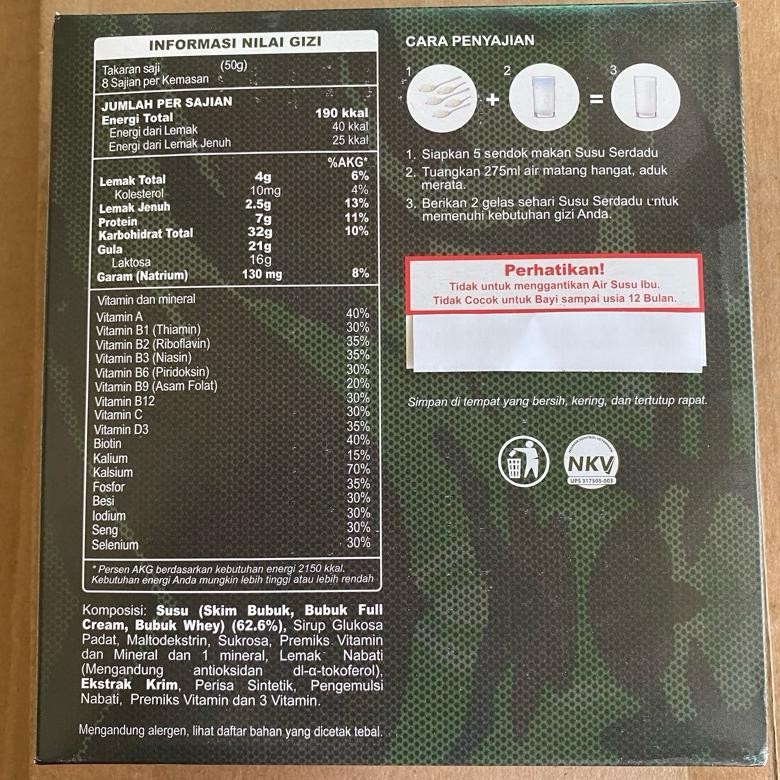 INFORMASI NILAI GIZI
Takaran saji (50g)
8 Sajian per Kemasan
JUMLAH PER SAJIAN
Energi Total 190 kkal
Energi dari Lemak 40 kkal
Energi dari Lemak Jenuh 25 kkal
%AKG*
Lemak Total 4g 6%
Kolesterol 10mg 4%
Lemak Jenuh 2.5g 13%
Protein 7g 11%
Karbohidrat Total 32g 10%
Gula 21g
Laktosa 16g
Garam (Natrium) 130 mg 8%
Vitamin dan mineral
Vitamin A 40%
Vitamin B1 (Thiamin) 30%
Vitamin B2 (Riboflavin) 35%
Vitamin B3 (Niasin) 35%
Vitamin B6 (Piridoksin) 30%
Vitamin B9 (Asam Folat) 20%
Vitamin B12 30%
Vitamin C 30%
Vitamin D3 35%
Biotin 40%
Kalium 15%
Kalsium 70%
Fosfor 35%
Besi 30%
Iodium 30%
Seng 30%
Selenium 30%
* Persen AKG berdasarkan kebutuhan energi 2150 kkal.
Kebutuhan energi Anda mungkin lebih tinggi atau lebih rendah
Komposisi: Susu (Skim Bubuk, Bubuk Full
Cream, Bubuk Whey) (62.6%), Sirup Glukosa
Padat, Maltodekstrin, Sukrosa, Premiks Vitamin
dan Mineral dan 1 mineral, Lemak Nabati
(Mengandung antioksidan dl-α-tokoferol),
Ekstrak Krim, Perisa Sintetik, Pengemulsi
Nabati, Premiks Vitamin dan 3 Vitamin.
Mengandung alergen, lihat daftar bahan yang dicetak tebal.
CARA PENYAJIAN
1 2 3
+ =
1. Siapkan 5 sendok makan Susu Serdadu
2. Tuangkan 275ml air matang hangat, aduk
merata.
3. Berikan 2 gelas sehari Susu Serdadu untuk
memenuhi kebutuhan gizi Anda.
Perhatikan!
Tidak untuk menggantikan Air Susu Ibu.
Tidak Cocok untuk Bayi sampai usia 12 Bulan.
Simpan di tempat yang bersih, kering, dan tertutup rapat.
NKV
UPS 317505-003